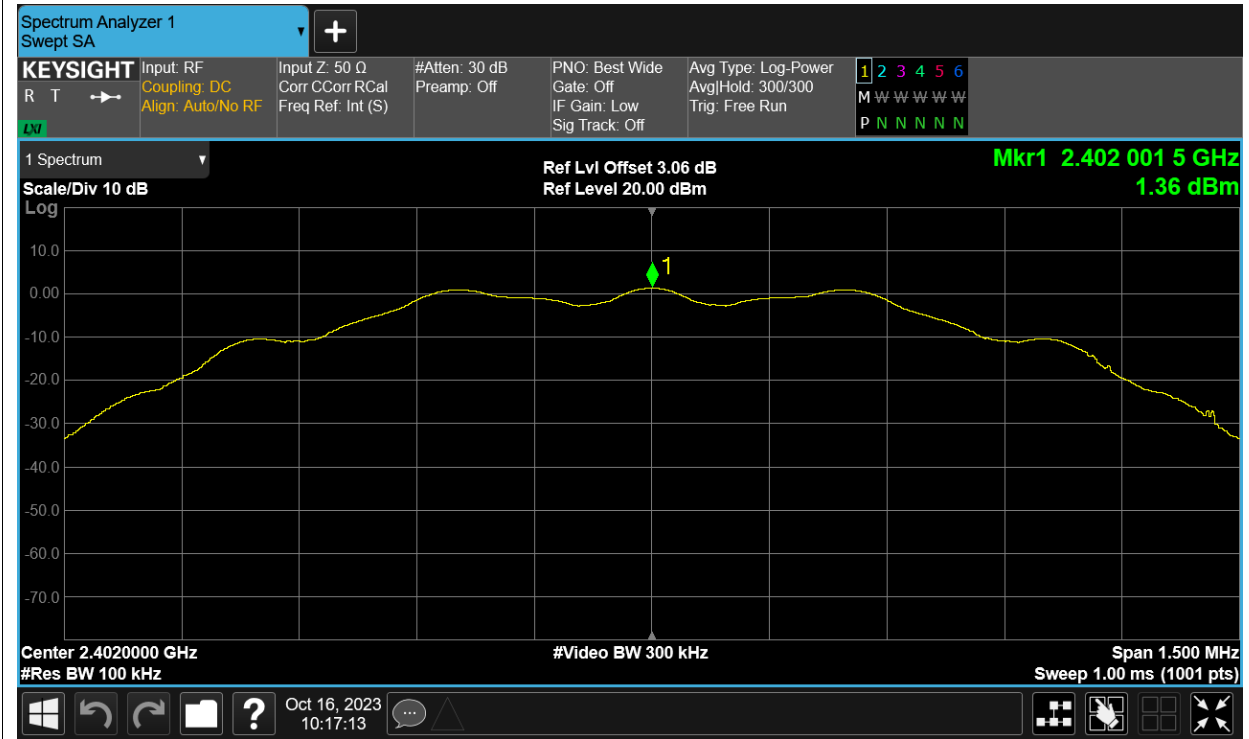 Spectrum Analyzer 1
Swept SA
▼
+
KEYSIGHT
R T
LXI
Input: RF
Coupling: DC
Align: Auto/No RF
Input Z: 50 Ω
Corr CCorr RCal
Freq Ref: Int (S)
#Atten: 30 dB
Preamp: Off
PNO: Best Wide
Gate: Off
IF Gain: Low
Sig Track: Off
Avg Type: Log-Power
Avg|Hold: 300/300
Trig: Free Run
1 2 3 4 5 6
M W W W W W W
P N N N N N N
1 Spectrum ▼
Scale/Div 10 dB
Ref Lvl Offset 3.06 dB
Ref Level 20.00 dBm
Mkr1 2.402 001 5 GHz
1.36 dBm
Log
10.0
0.00
-10.0
-20.0
-30.0
-40.0
-50.0
-60.0
-70.0
1
Center 2.4020000 GHz
#Res BW 100 kHz
#Video BW 300 kHz
Span 1.500 MHz
Sweep 1.00 ms (1001 pts)
?
Oct 16, 2023
10:17:13